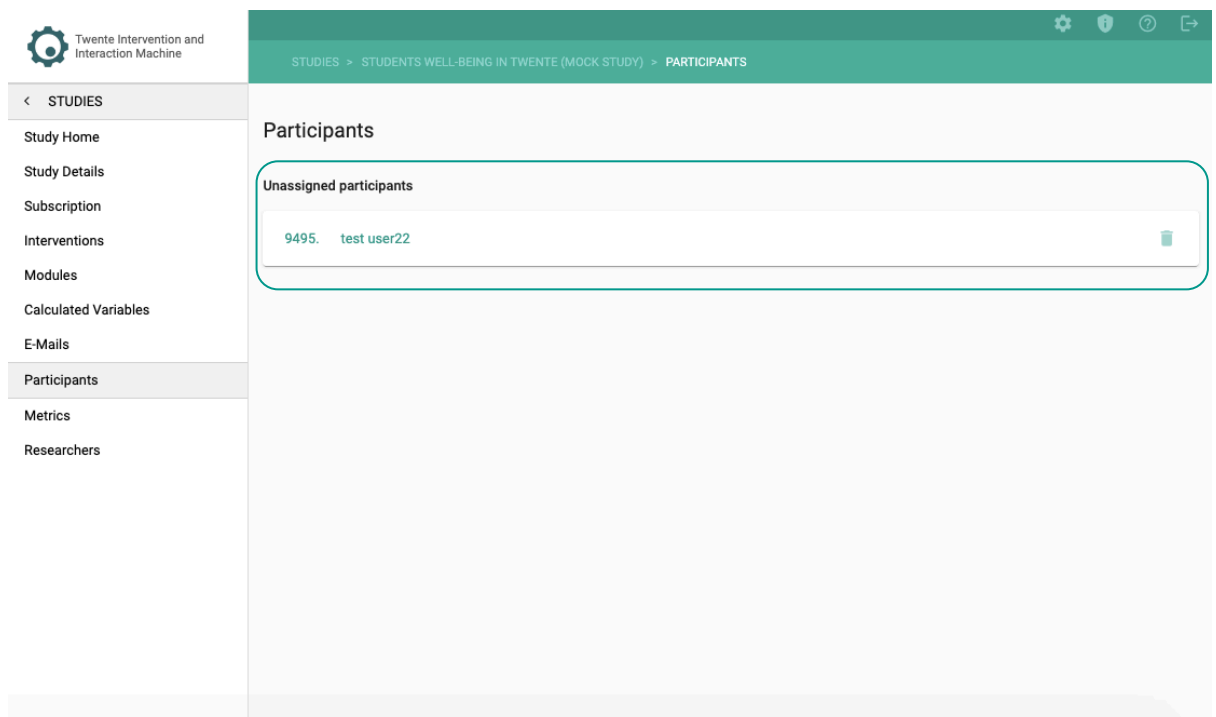 Twente Intervention and
Interaction Machine
STUDIES > STUDENTS WELL-BEING IN TWENTE (MOCK STUDY) > PARTICIPANTS
< STUDIES
Study Home
Study Details
Subscription
Interventions
Modules
Calculated Variables
E-Mails
Participants
Metrics
Researchers
Participants
Unassigned participants
9495. test user22